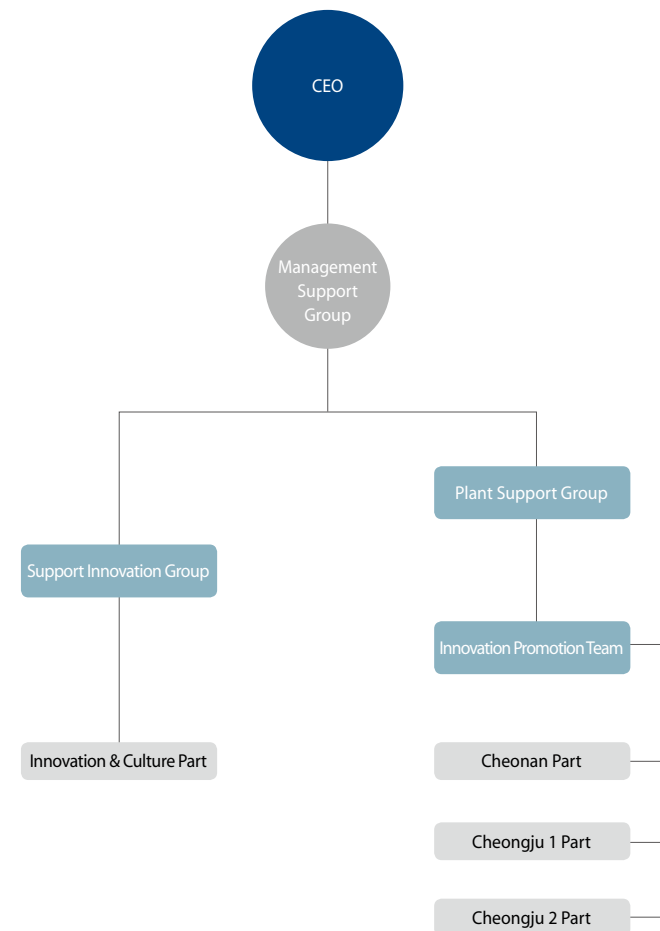 CEO
Management
Support
Group
Plant Support Group
Support Innovation Group
Innovation Promotion Team
Innovation & Culture Part
Cheonan Part
Cheongju 1 Part
Cheongju 2 Part